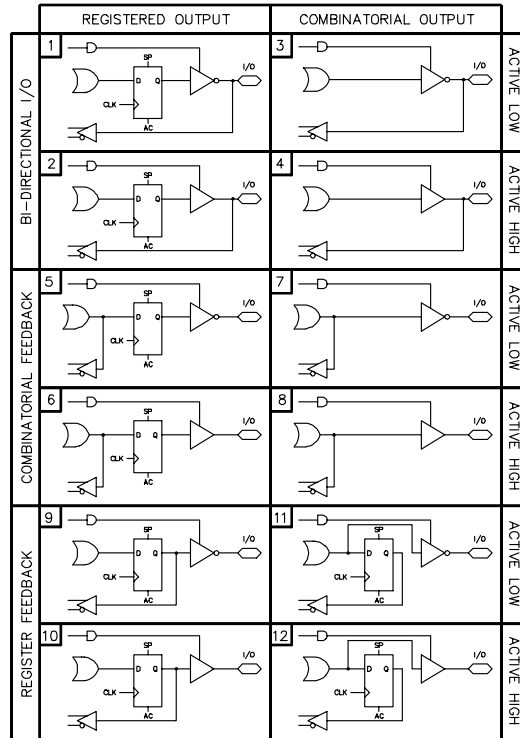 REGISTERED OUTPUT COMBINATORIAL OUTPUT
BI-DIRECTIONAL I/O
1 SP I/O D Q CLK AC
3 I/O
ACTIVE LOW
2 SP I/O D Q CLK AC
4 I/O
ACTIVE HIGH
COMBINATORIAL FEEDBACK
5 SP I/O D Q CLK AC
7 I/O
ACTIVE LOW
6 SP I/O D Q CLK AC
8 I/O
ACTIVE HIGH
REGISTER FEEDBACK
9 SP I/O D Q CLK AC
11 SP I/O D Q CLK AC
ACTIVE LOW
10 SP I/O D Q CLK AC
12 SP I/O D Q CLK AC
ACTIVE HIGH